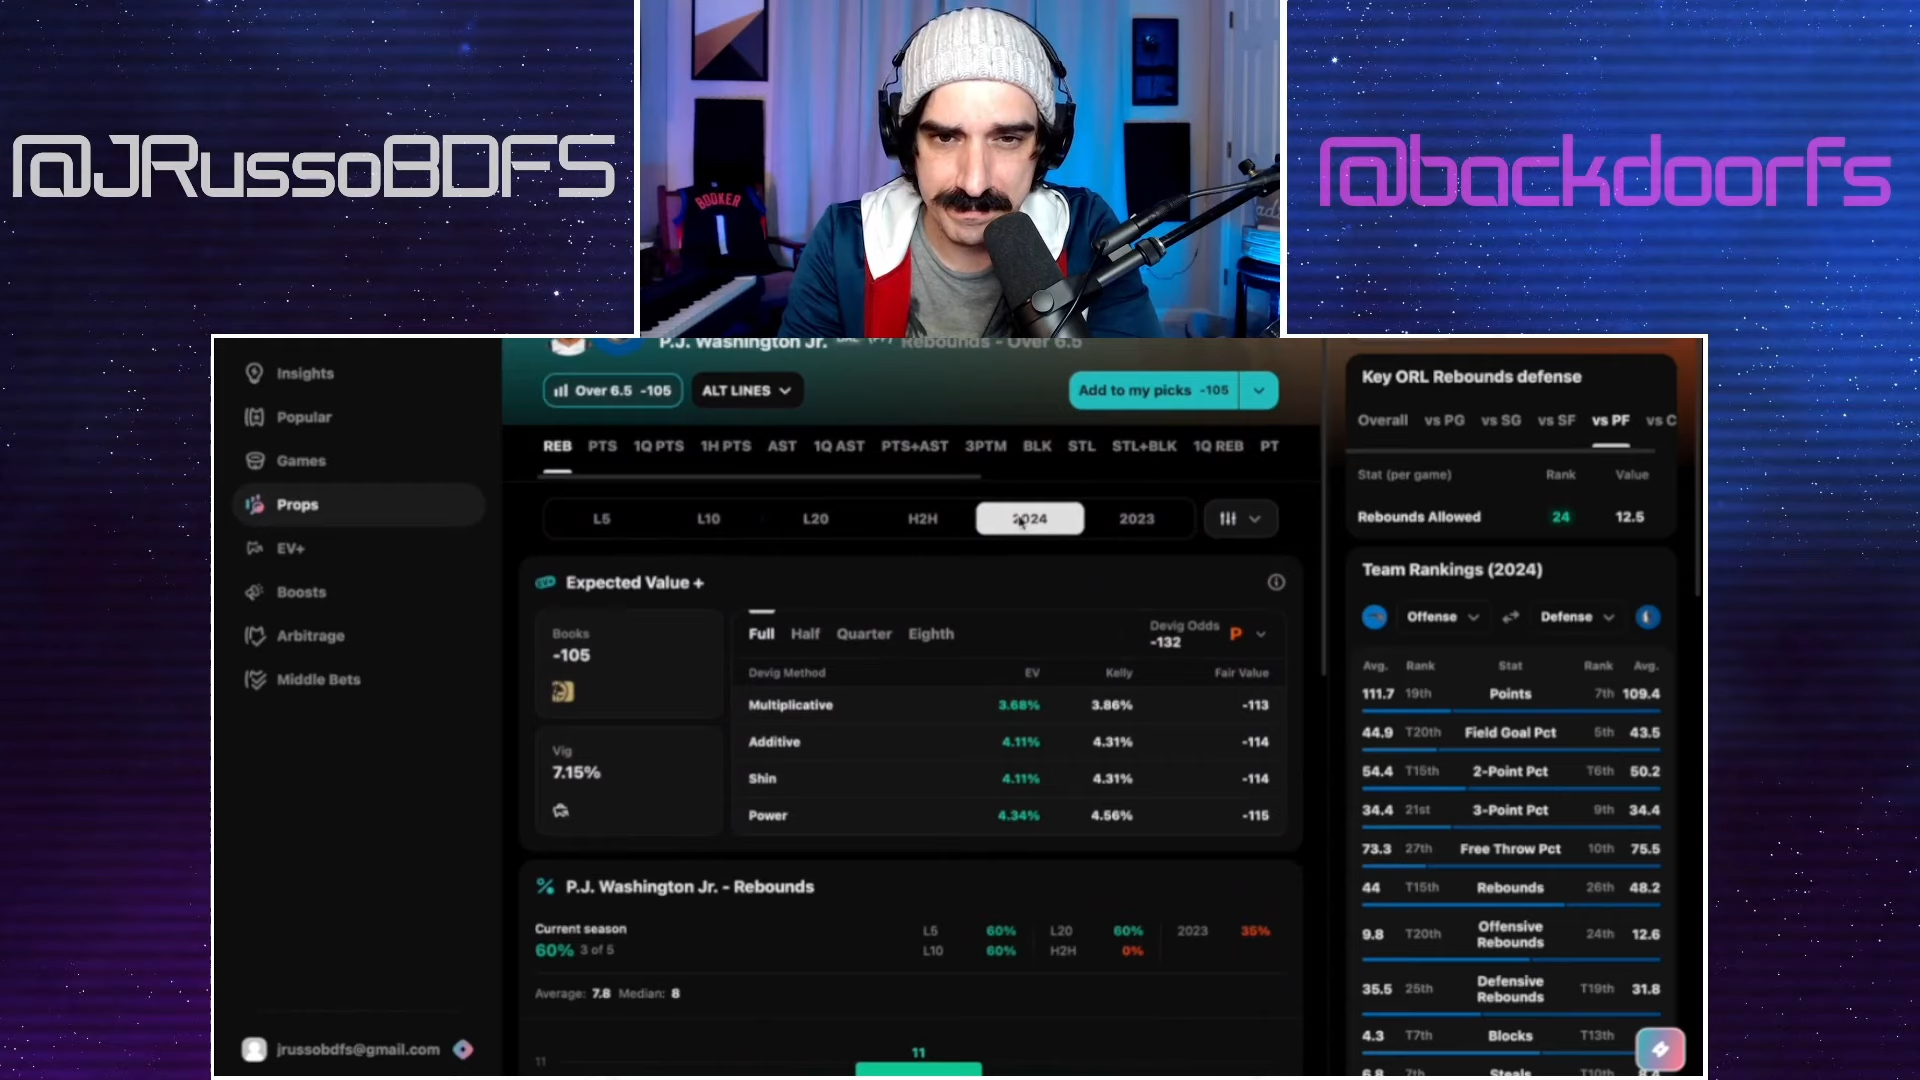 @JRussoBDFS
BOOKER
1
@backdoorfs
Insights
Popular
Games
Props
EV+
Boosts
Arbitrage
Middle Bets
jrussobdfs@gmail.com
P.J. Washington Jr. Rebounds - Over 6.5
Over 6.5 -105
ALT LINES
Add to my picks -105
REB PTS 1Q PTS 1H PTS AST 1Q AST PTS+AST 3PTM BLK STL STL+BLK 1Q REB PT
L5 L10 L20 H2H 2024 2023
Expected Value +
Books
-105
Vig
7.15%
Full Half Quarter Eighth
Devig Odds
-132
P
Devig Method EV Kelly Fair Value
Multiplicative 3.68% 3.86% -113
Additive 4.11% 4.31% -114
Shin 4.11% 4.31% -114
Power 4.34% 4.56% -115
P.J. Washington Jr. - Rebounds
Current season
60% 3 of 5
L5 60% L20 60% 2023 35%
L10 60% H2H 0%
Average: 7.8 Median: 8
11
11
Key ORL Rebounds defense
Overall vs PG vs SG vs SF vs PF vs C
Stat (per game) Rank Value
Rebounds Allowed 24 12.5
Team Rankings (2024)
Offense Defense
Avg. Rank Stat Rank Avg.
111.7 19th Points 7th 109.4
44.9 T20th Field Goal Pct 5th 43.5
54.4 T15th 2-Point Pct T6th 50.2
34.4 21st 3-Point Pct 9th 34.4
73.3 27th Free Throw Pct 10th 75.5
44 T15th Rebounds 26th 48.2
9.8 T20th Offensive Rebounds 24th 12.6
35.5 25th Defensive Rebounds T19th 31.8
4.3 T7th Blocks T13th
6.8 7th Steals T10th 8.4